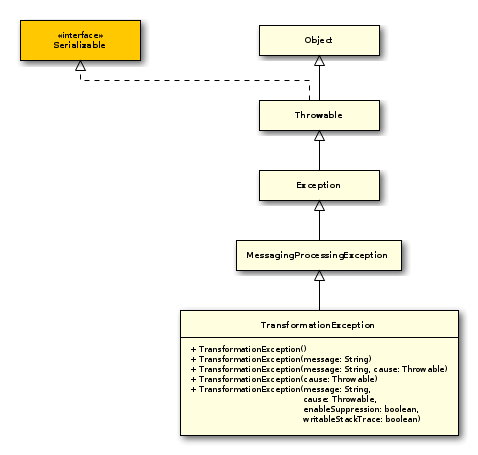 «interface»
Serializable
Object
Throwable
Exception
MessagingProcessingException
TransformationException
+ TransformationException()
+ TransformationException(message: String)
+ TransformationException(message: String, cause: Throwable)
+ TransformationException(cause: Throwable)
+ TransformationException(message: String,
cause: Throwable,
enableSuppression: boolean,
writableStackTrace: boolean)